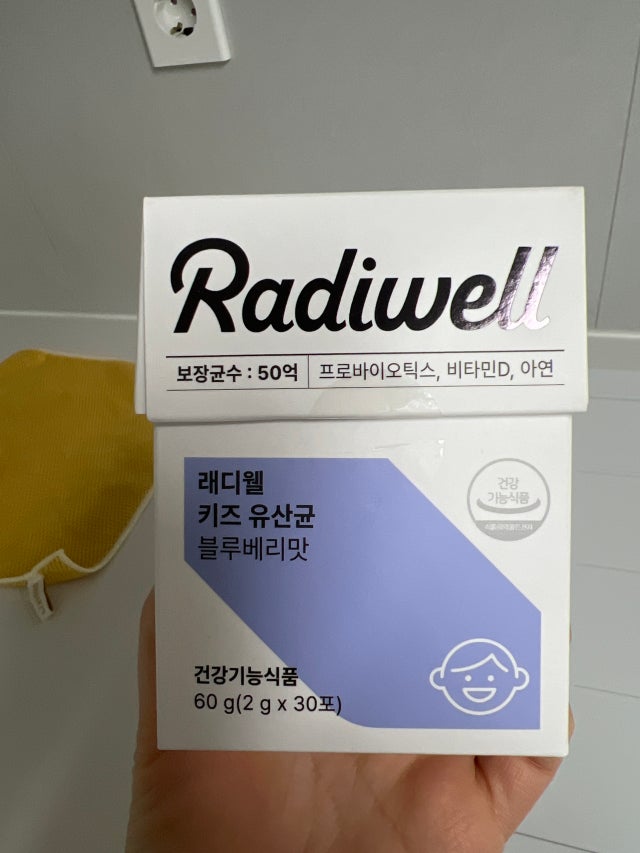 Radiwell
보장균수 : 50억 프로바이오틱스, 비타민D, 아연
래디웰
키즈 유산균
블루베리맛
건강
기능식품
건강기능식품
60 g(2 g x 30포)